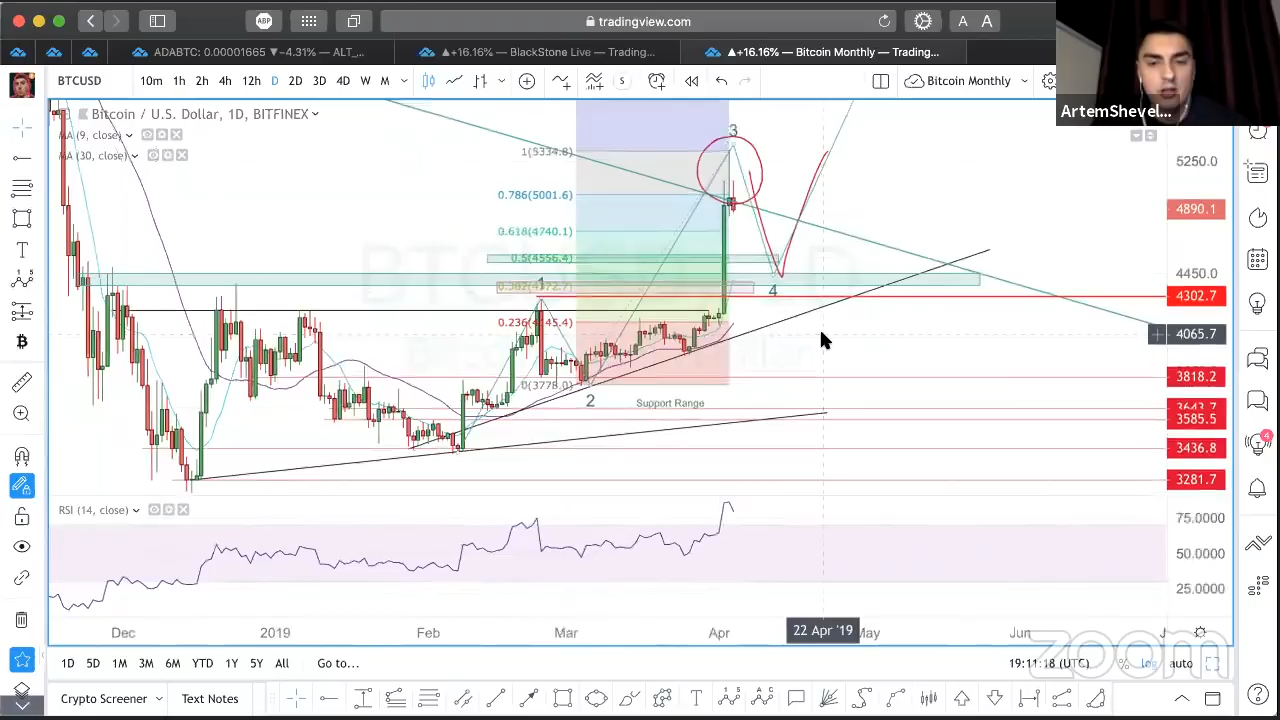 tradingview.com
A A
ABP
ADABTC: 0.00001665 ▼-4.31% — ALT_...
▲+16.16% — BlackStone Live — Trading...
▲+16.16% — Bitcoin Monthly — Trading...
BTCUSD
10m 1h 2h 4h 12h D 2D 3D 4D W M
S
Bitcoin Monthly
ArtemShevel...
Bitcoin / U.S. Dollar, 1D, BITFINEX
MA (9, close)
MA (30, close)
3
1(5334.8)
5250.0
0.786(5001.6)
4890.1
0.618(4740.1)
0.5(4556.4)
4450.0
1
4
4302.7
0.236(4145.4)
4065.7
3818.2
0(3778.0)
2
Support Range
3585.5
3436.8
3281.7
RSI (14, close)
75.0000
50.0000
25.0000
4
Dec 2019 Feb Mar Apr 22 Apr '19 May Jun
1D 5D 1M 3M 6M YTD 1Y 5Y All Go to...
19:11:18 (UTC) % log auto
zoom
Crypto Screener Text Notes